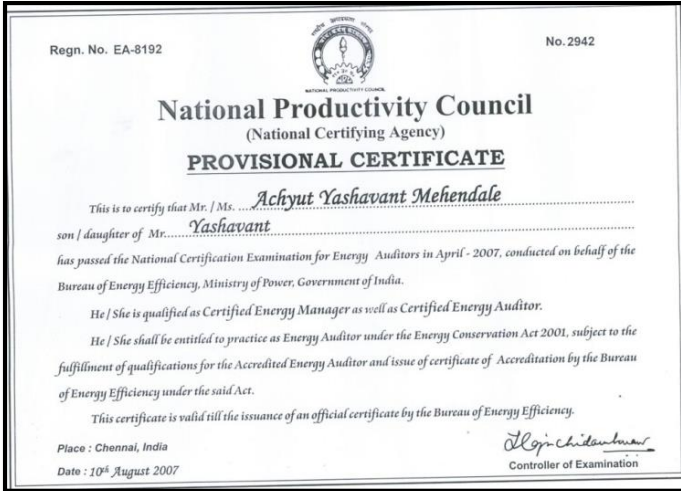 Regn. No. EA-8192
No. 2942
NATIONAL PRODUCTIVITY COUNCIL
National Productivity Council
(National Certifying Agency)
PROVISIONAL CERTIFICATE
This is to certify that Mr. / Ms. .... Achyut Yashavant Mehendale
son / daughter of Mr...... Yashavant
has passed the National Certification Examination for Energy Auditors in April - 2007, conducted on behalf of the
Bureau of Energy Efficiency, Ministry of Power, Government of India.
He / She is qualified as Certified Energy Manager as well as Certified Energy Auditor.
He / She shall be entitled to practice as Energy Auditor under the Energy Conservation Act 2001, subject to the
fulfillment of qualifications for the Accredited Energy Auditor and issue of certificate of Accreditation by the Bureau
of Energy Efficiency under the said Act.
This certificate is valid till the issuance of an official certificate by the Bureau of Energy Efficiency.
Place : Chennai, India
Date : 10th August 2007
Controller of Examination